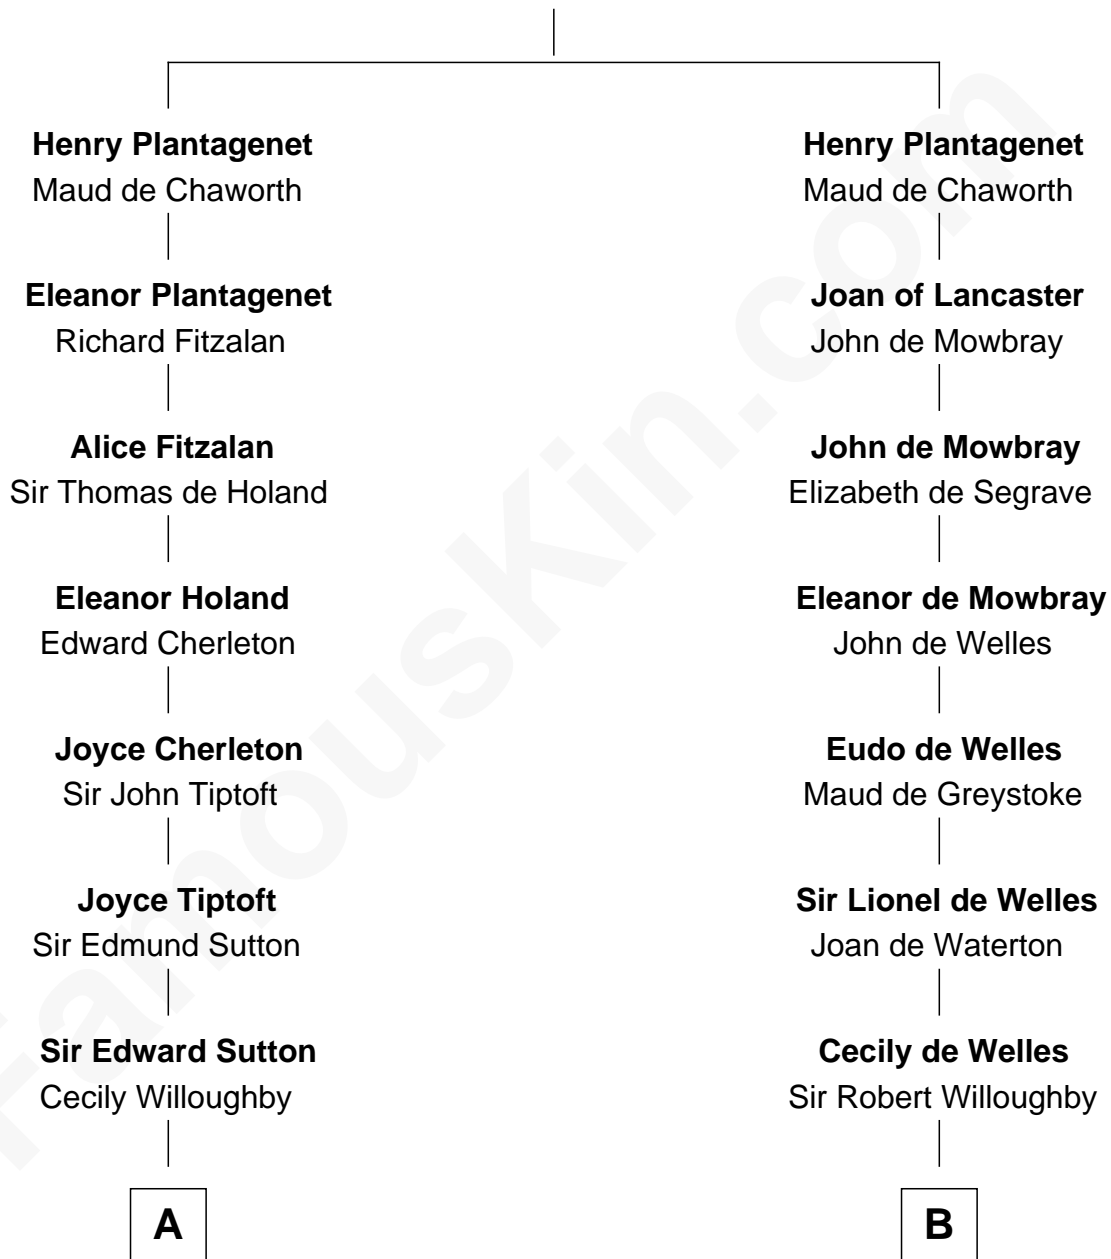 Henry Plantagenet
Maud de Chaworth
Eleanor Plantagenet
Richard Fitzalan
Alice Fitzalan
Sir Thomas de Holand
Eleanor Holand
Edward Cherleton
Joyce Cherleton
Sir John Tiptoft
Joyce Tiptoft
Sir Edmund Sutton
Sir Edward Sutton
Cecily Willoughby
A
Henry Plantagenet
Maud de Chaworth
Joan of Lancaster
John de Mowbray
John de Mowbray
Elizabeth de Segrave
Eleanor de Mowbray
John de Welles
Eudo de Welles
Maud de Greystoke
Sir Lionel de Welles
Joan de Waterton
Cecily de Welles
Sir Robert Willoughby
B
FamousKin.com